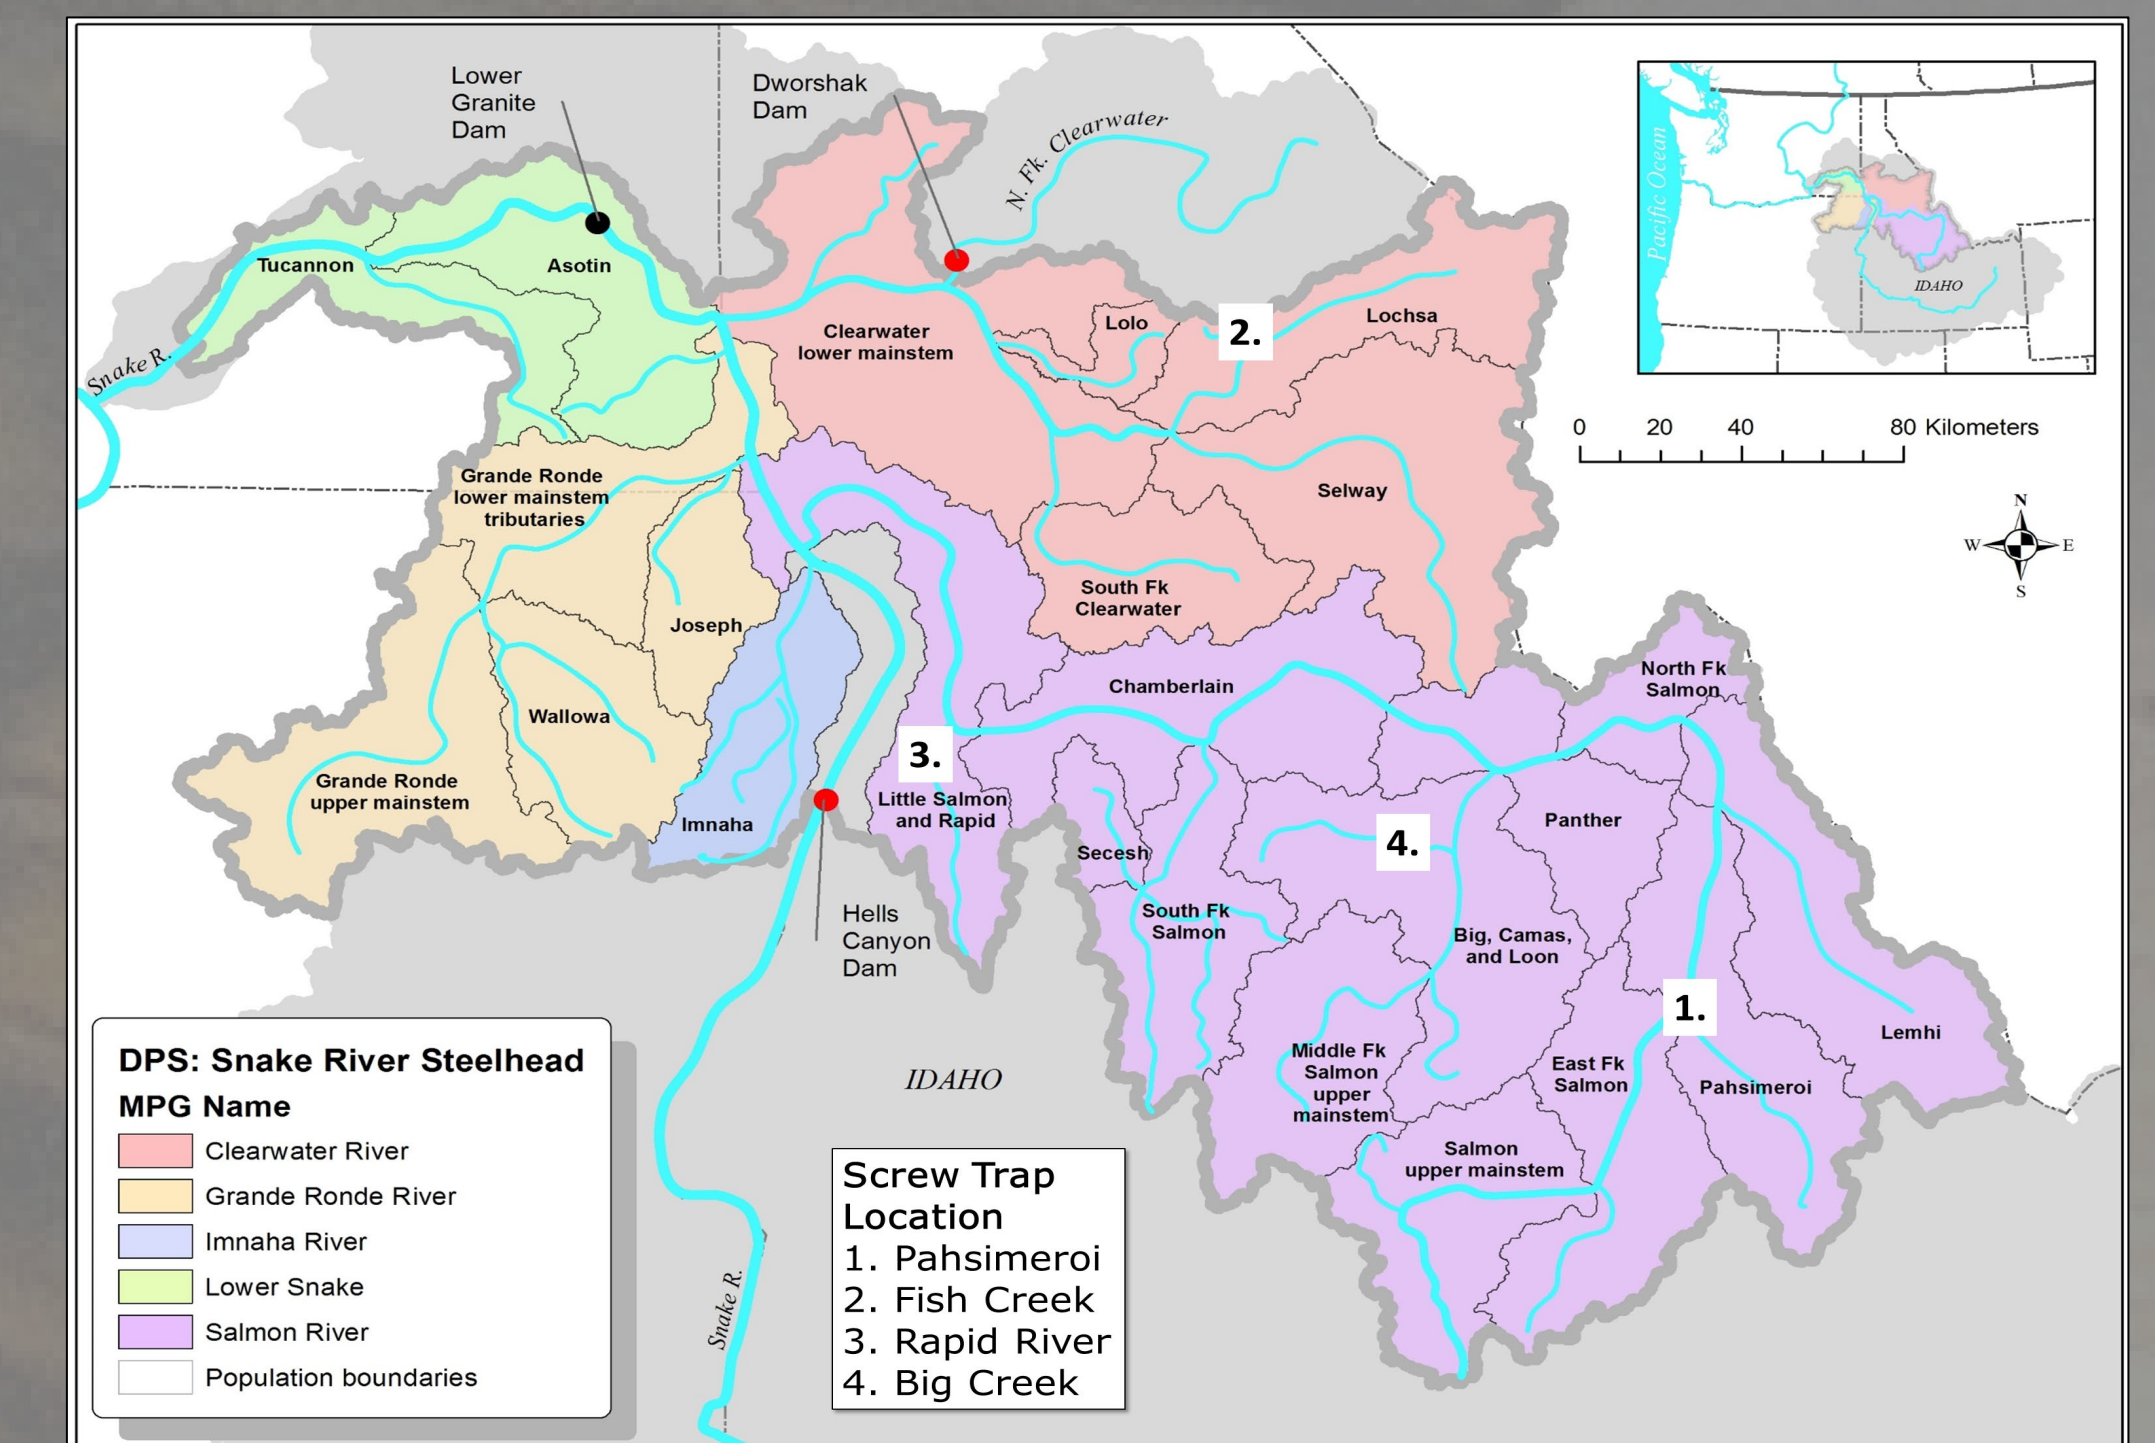 Lower
Granite
Dam
Dworshak
Dam
N. Fk. Clearwater
Pacific Ocean
IDAHO
Tucannon
Asotin
Snake R.
Clearwater
lower mainstem
Lolo
2.
Lochsa
0 20 40 80 Kilometers
Grande Ronde
lower mainstem
tributaries
Selway
N
W E
S
South Fk
Clearwater
Joseph
Chamberlain
North Fk
Salmon
Wallowa
3.
Grande Ronde
upper mainstem
Imnaha
Little Salmon
and Rapid
Secesh
4.
Panther
South Fk
Salmon
Big, Camas,
and Loon
Hells
Canyon
Dam
1.
Lemhi
Middle Fk
Salmon
upper
mainstem
East Fk
Salmon
Pahsimeroi
IDAHO
Salmon
upper mainstem
Snake R.
DPS: Snake River Steelhead
MPG Name
Clearwater River
Grande Ronde River
Imnaha River
Lower Snake
Salmon River
Population boundaries
Screw Trap
Location
1. Pahsimeroi
2. Fish Creek
3. Rapid River
4. Big Creek